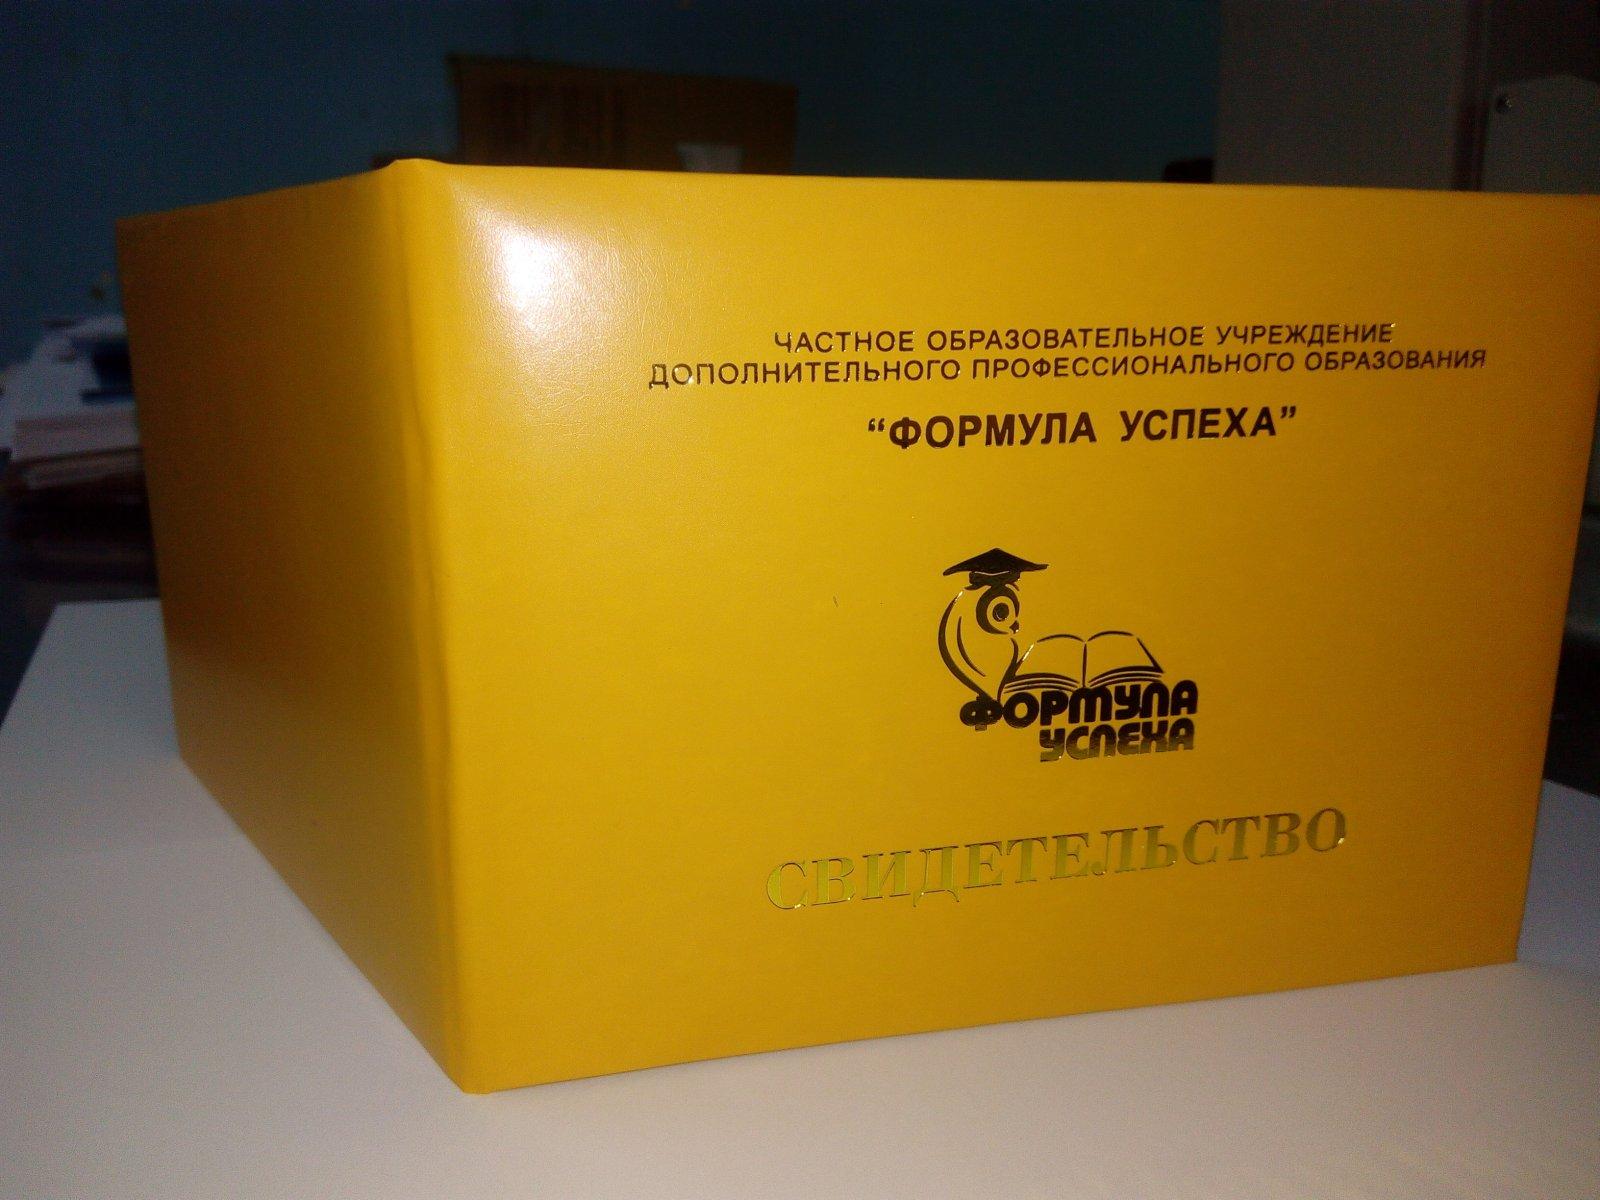 ЧАСТНОЕ ОБРАЗОВАТЕЛЬНОЕ УЧРЕЖДЕНИЕ
ДОПОЛНИТЕЛЬНОГО ПРОФЕССИОНАЛЬНОГО ОБРАЗОВАНИЯ
“ФОРМУЛА УСПЕХА”
ФОРМУЛА
УСПЕХА
СВИДЕТЕЛЬСТВО